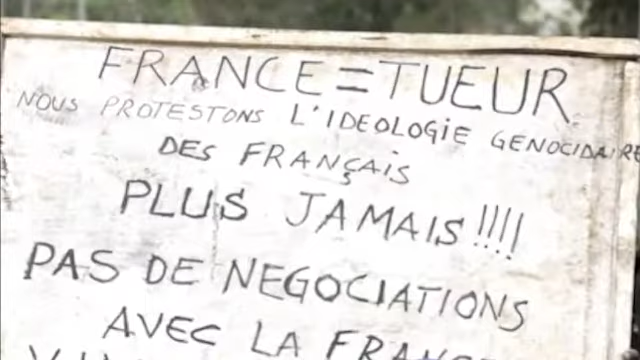 FRANCE=TUEUR
NOUS PROTESTONS L'IDEOLOGIE GENOCIDAIRE
DES FRANÇAIS
PLUS JAMAIS!!!!
PAS DE NEGOCIATIONS
AVEC LA FRANCE